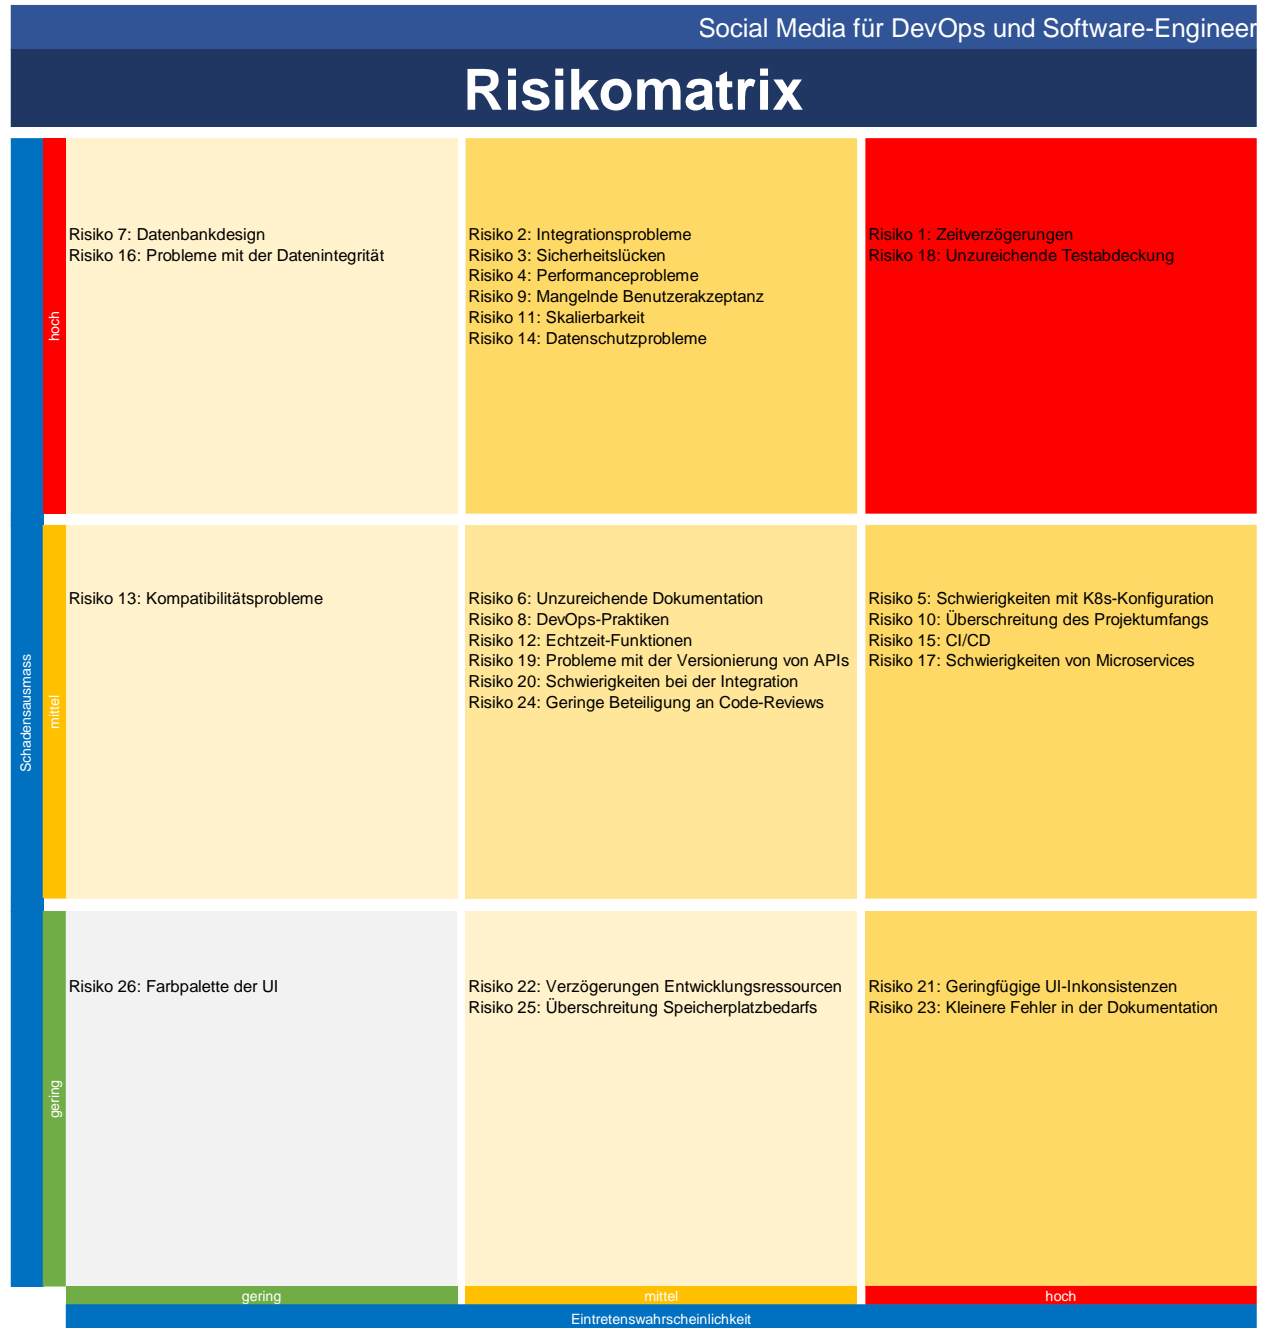 Social Media für DevOps und Software-Engineer
Risikomatrix
Schadensausmass
hoch
Risiko 7: Datenbankdesign
Risiko 16: Probleme mit der Datenintegrität
Risiko 2: Integrationsprobleme
Risiko 3: Sicherheitslücken
Risiko 4: Performanceprobleme
Risiko 9: Mangelnde Benutzerakzeptanz
Risiko 11: Skalierbarkeit
Risiko 14: Datenschutzprobleme
Risiko 1: Zeitverzögerungen
Risiko 18: Unzureichende Testabdeckung
mittel
Risiko 13: Kompatibilitätsprobleme
Risiko 6: Unzureichende Dokumentation
Risiko 8: DevOps-Praktiken
Risiko 12: Echtzeit-Funktionen
Risiko 19: Probleme mit der Versionierung von APIs
Risiko 20: Schwierigkeiten bei der Integration
Risiko 24: Geringe Beteiligung an Code-Reviews
Risiko 5: Schwierigkeiten mit K8s-Konfiguration
Risiko 10: Überschreitung des Projektumfangs
Risiko 15: CI/CD
Risiko 17: Schwierigkeiten von Microservices
gering
Risiko 26: Farbpalette der UI
Risiko 22: Verzögerungen Entwicklungsressourcen
Risiko 25: Überschreitung Speicherplatzbedarfs
Risiko 21: Geringfügige UI-Inkonsistenzen
Risiko 23: Kleinere Fehler in der Dokumentation
gering
mittel
hoch
Eintretenswahrscheinlichkeit